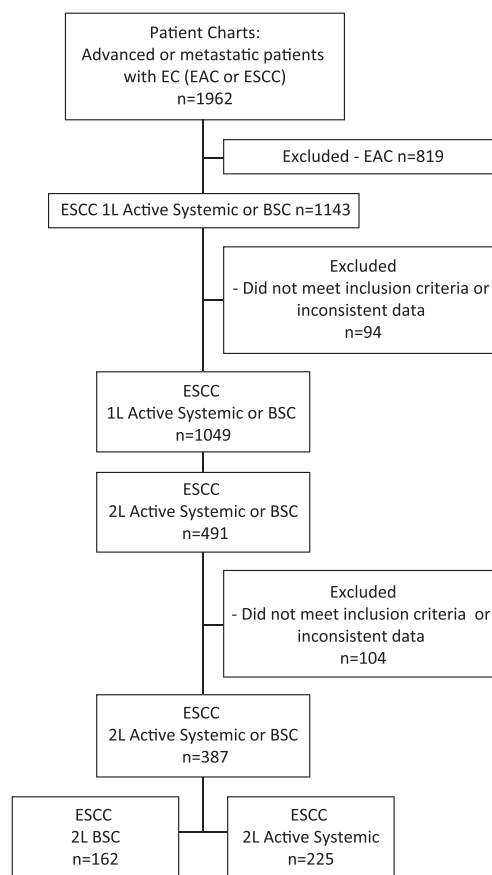 Patient Charts:
Advanced or metastatic patients
with EC (EAC or ESCC)
n=1962
Excluded - EAC n=819
ESCC 1L Active Systemic or BSC n=1143
Excluded
- Did not meet inclusion criteria or
inconsistent data
n=94
ESCC
1L Active Systemic or BSC
n=1049
ESCC
2L Active Systemic or BSC
n=491
Excluded
- Did not meet inclusion criteria or
inconsistent data
n=104
ESCC
2L Active Systemic or BSC
n=387
ESCC
2L BSC
n=162
ESCC
2L Active Systemic
n=225